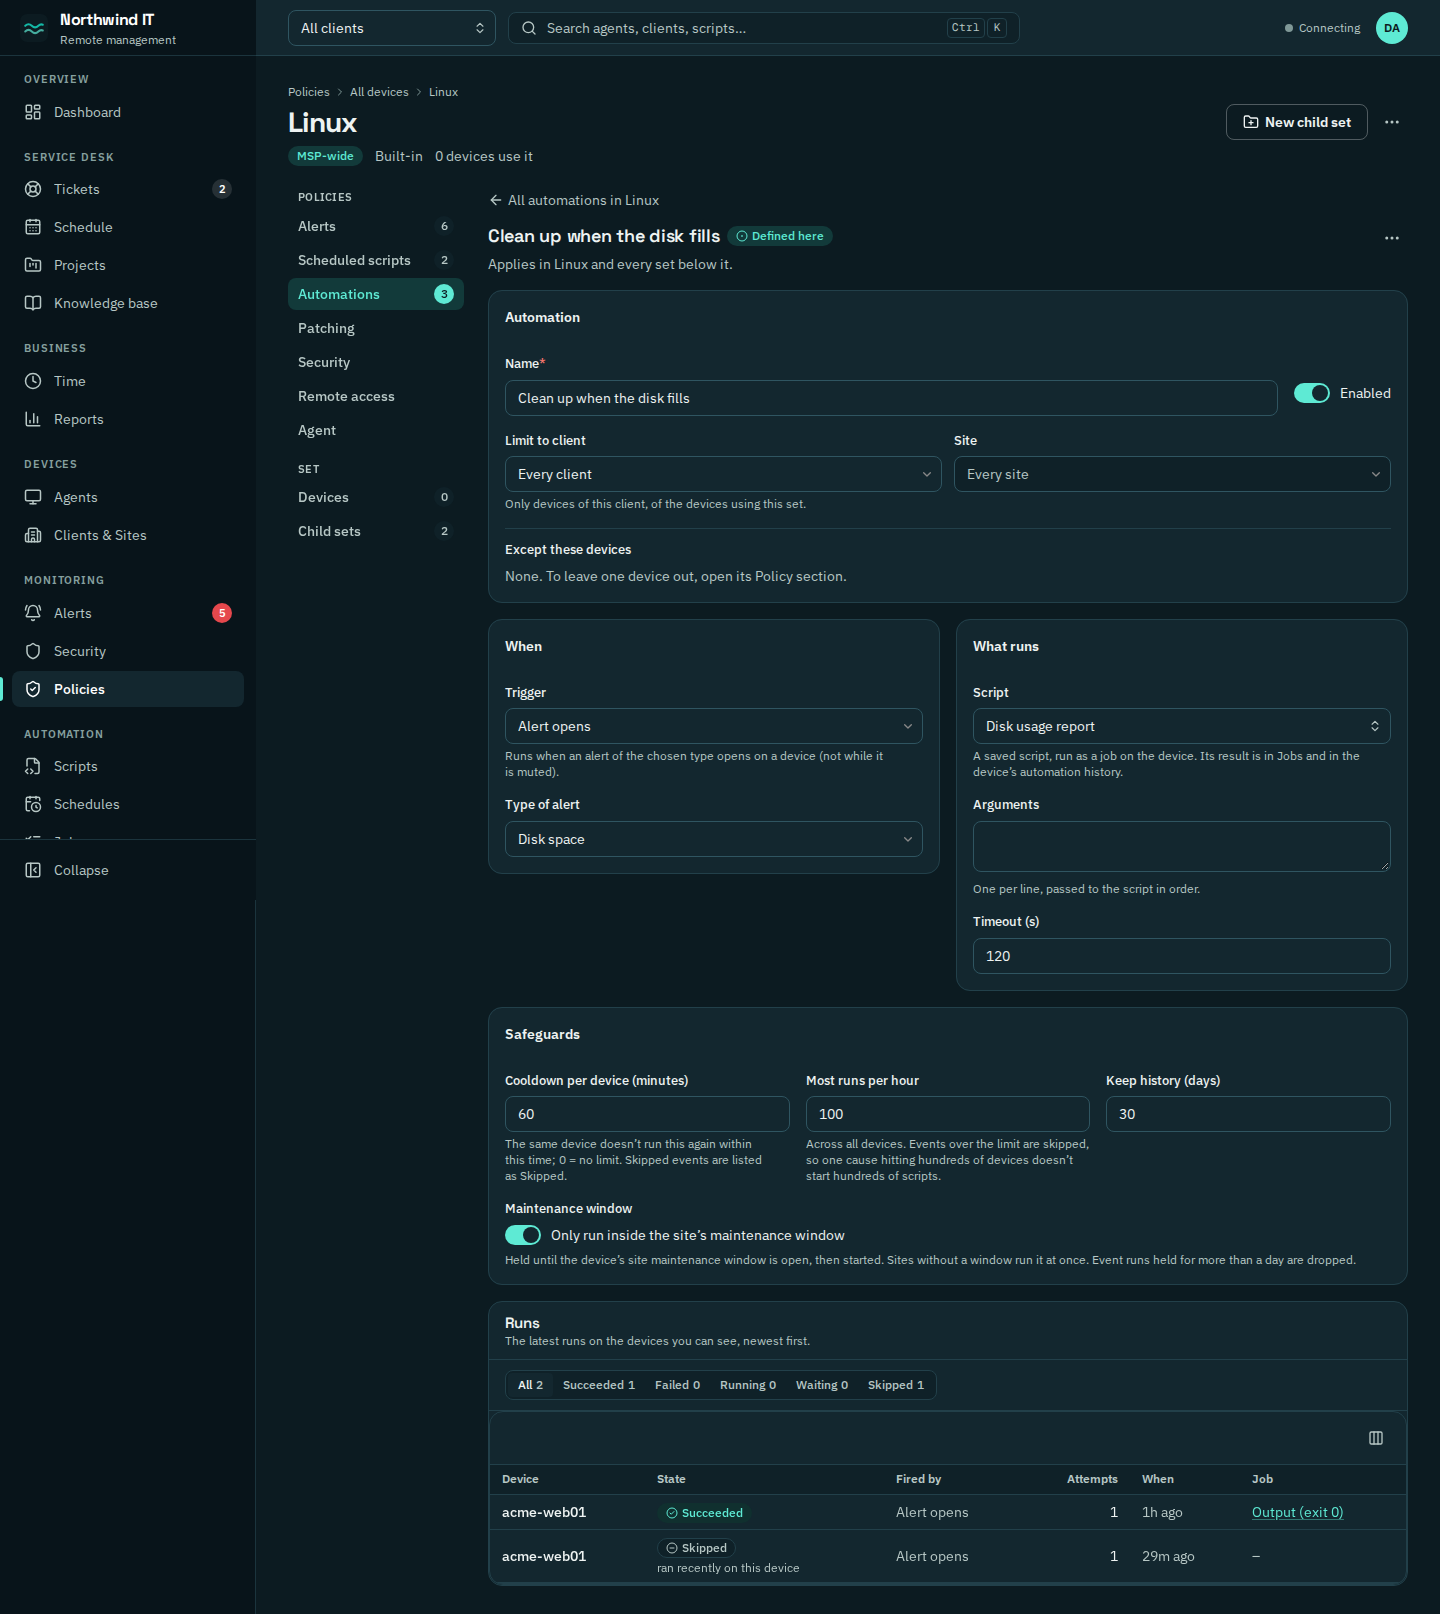 Northwind IT
Remote management
All clients
Search agents, clients, scripts...
Ctrl K
Connecting
DA
OVERVIEW
Dashboard
SERVICE DESK
Tickets 2
Schedule
Projects
Knowledge base
BUSINESS
Time
Reports
DEVICES
Agents
Clients & Sites
MONITORING
Alerts 5
Security
Policies
AUTOMATION
Scripts
Schedules
Collapse
Policies > All devices > Linux
Linux
New child set
MSP-wide Built-in 0 devices use it
POLICIES
Alerts 6
Scheduled scripts 2
Automations 3
Patching
Security
Remote access
Agent
SET
Devices 0
Child sets 2
All automations in Linux
Clean up when the disk fills Defined here
Applies in Linux and every set below it.
Automation
Name*
Clean up when the disk fills
Enabled
Limit to client
Every client
Only devices of this client, of the devices using this set.
Site
Every site
Except these devices
None. To leave one device out, open its Policy section.
When
Trigger
Alert opens
Runs when an alert of the chosen type opens on a device (not while it
is muted).
Type of alert
Disk space
What runs
Script
Disk usage report
A saved script, run as a job on the device. Its result is in Jobs and in the
device's automation history.
Arguments
One per line, passed to the script in order.
Timeout (s)
120
Safeguards
Cooldown per device (minutes)
60
The same device doesn't run this again within
this time; 0 = no limit. Skipped events are listed
as Skipped.
Most runs per hour
100
Across all devices. Events over the limit are skipped,
so one cause hitting hundreds of devices doesn't
start hundreds of scripts.
Keep history (days)
30
Maintenance window
Only run inside the site's maintenance window
Held until the device's site maintenance window is open, then started. Sites without a window run it at once. Event runs held for more than a day are dropped.
Runs
The latest runs on the devices you can see, newest first.
All 2 Succeeded 1 Failed 0 Running 0 Waiting 0 Skipped 1
Device State Fired by Attempts When Job
acme-web01 Succeeded Alert opens 1 1h ago Output (exit 0)
acme-web01 Skipped Alert opens 1 29m ago –
ran recently on this device